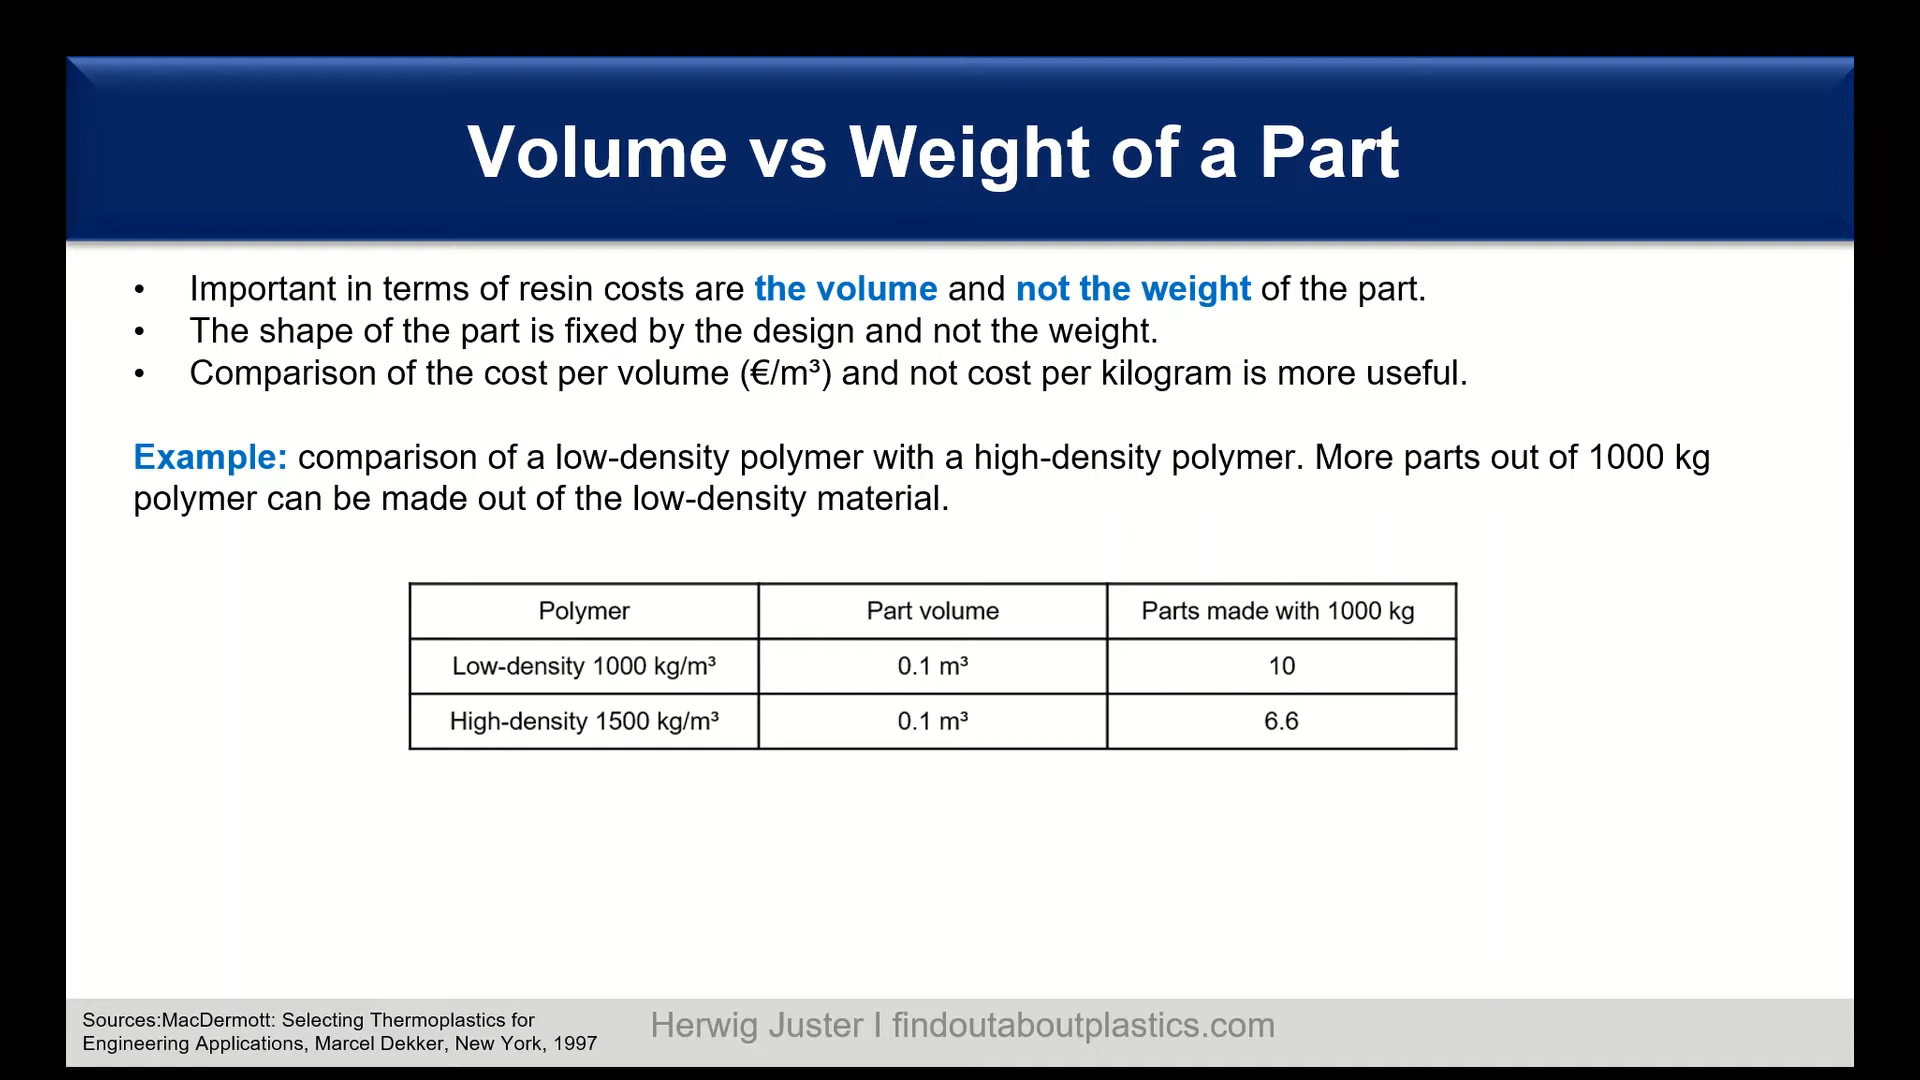 Volume vs Weight of a Part
• Important in terms of resin costs are the volume and not the weight of the part.
• The shape of the part is fixed by the design and not the weight.
• Comparison of the cost per volume (€/m³) and not cost per kilogram is more useful.
Example: comparison of a low-density polymer with a high-density polymer. More parts out of 1000 kg
polymer can be made out of the low-density material.
Polymer Part volume Parts made with 1000 kg
Low-density 1000 kg/m³ 0.1 m³ 10
High-density 1500 kg/m³ 0.1 m³ 6.6
Sources:MacDermott: Selecting Thermoplastics for
Engineering Applications, Marcel Dekker, New York, 1997
Herwig Juster I findoutaboutplastics.com